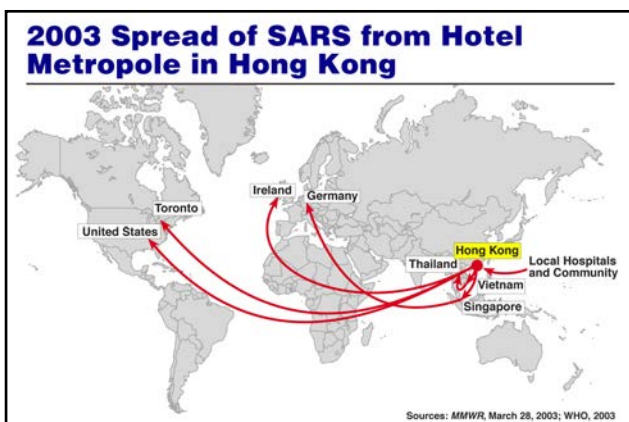 2003 Spread of SARS from Hotel
Metropole in Hong Kong
Ireland
Germany
Toronto
United States
Hong Kong
Thailand
Local Hospitals
and Community
Vietnam
Singapore
Sources: MMWR, March 28, 2003; WHO, 2003